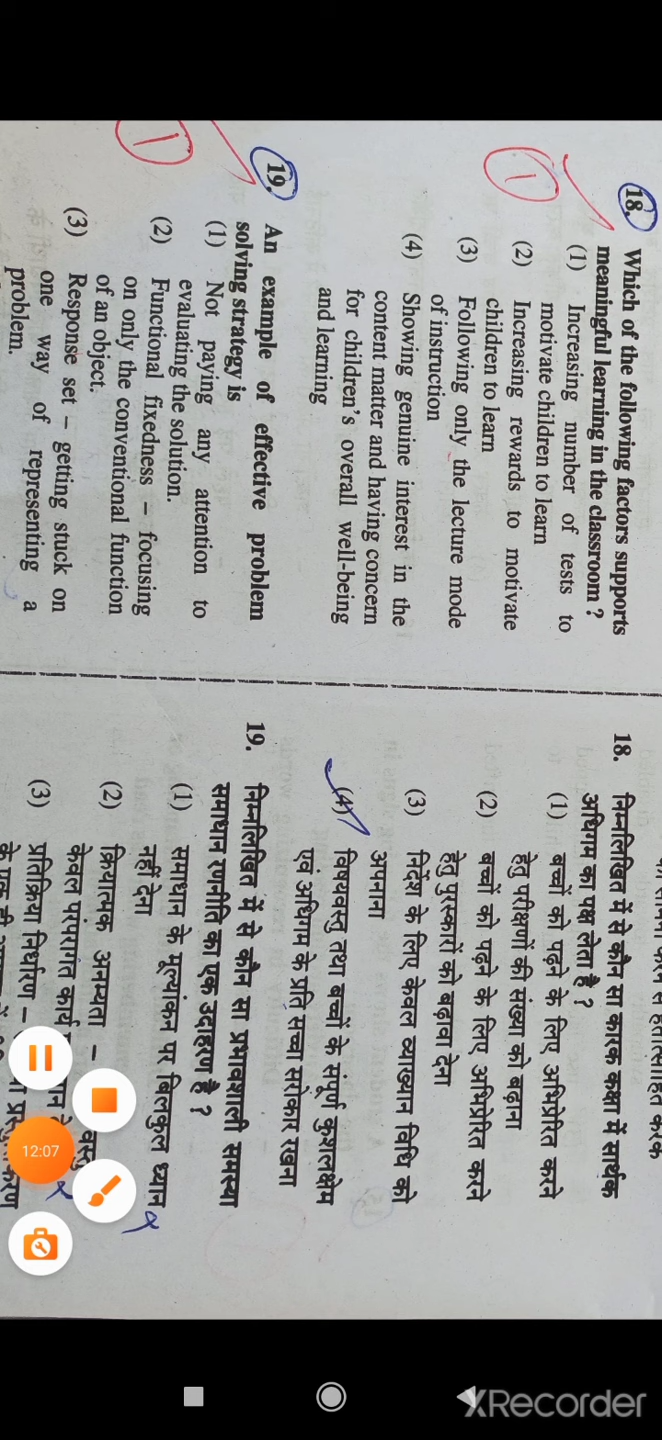 18. Which of the following factors supports
meaningful learning in the classroom ?
(1) Increasing number of tests to
motivate children to learn
(2) Increasing rewards to motivate
children to learn
(3) Following only the lecture mode
of instruction
(4) Showing genuine interest in the
content matter and having concern
for children's overall well-being
and learning
1
19. An example of effective problem
solving strategy is
(1) Not paying any attention to
evaluating the solution.
(2) Functional fixedness – focusing
on only the conventional function
of an object.
(3) Response set – getting stuck on
one way of representing a
problem.
1
18. निम्नलिखित में से कौन सा कारक कक्षा में सार्थक
अधिगम का पक्ष लेता है ?
(1) बच्चों को पढ़ने के लिए अभिप्रेरित करने
हेतु परीक्षणों की संख्या को बढ़ाना
(2) बच्चों को पढ़ने के लिए अभिप्रेरित करने
हेतु पुरस्कारों को बढ़ावा देना
(3) निर्देश के लिए केवल व्याख्यान विधि को
अपनाना
(4) विषयवस्तु तथा बच्चों के संपूर्ण कुशलक्षेम
एवं अधिगम के प्रति सच्चा सरोकार रखना
19. निम्नलिखित में से कौन सा प्रभावशाली समस्या
समाधान रणनीति का एक उदाहरण है ?
(1) समाधान के मूल्यांकन पर बिलकुल ध्यान
नहीं देना
(2) क्रियात्मक अनम्यता –
केवल परंपरागत कार्य
(3) प्रतिक्रिया निर्धारण –
12:07
XRecorder